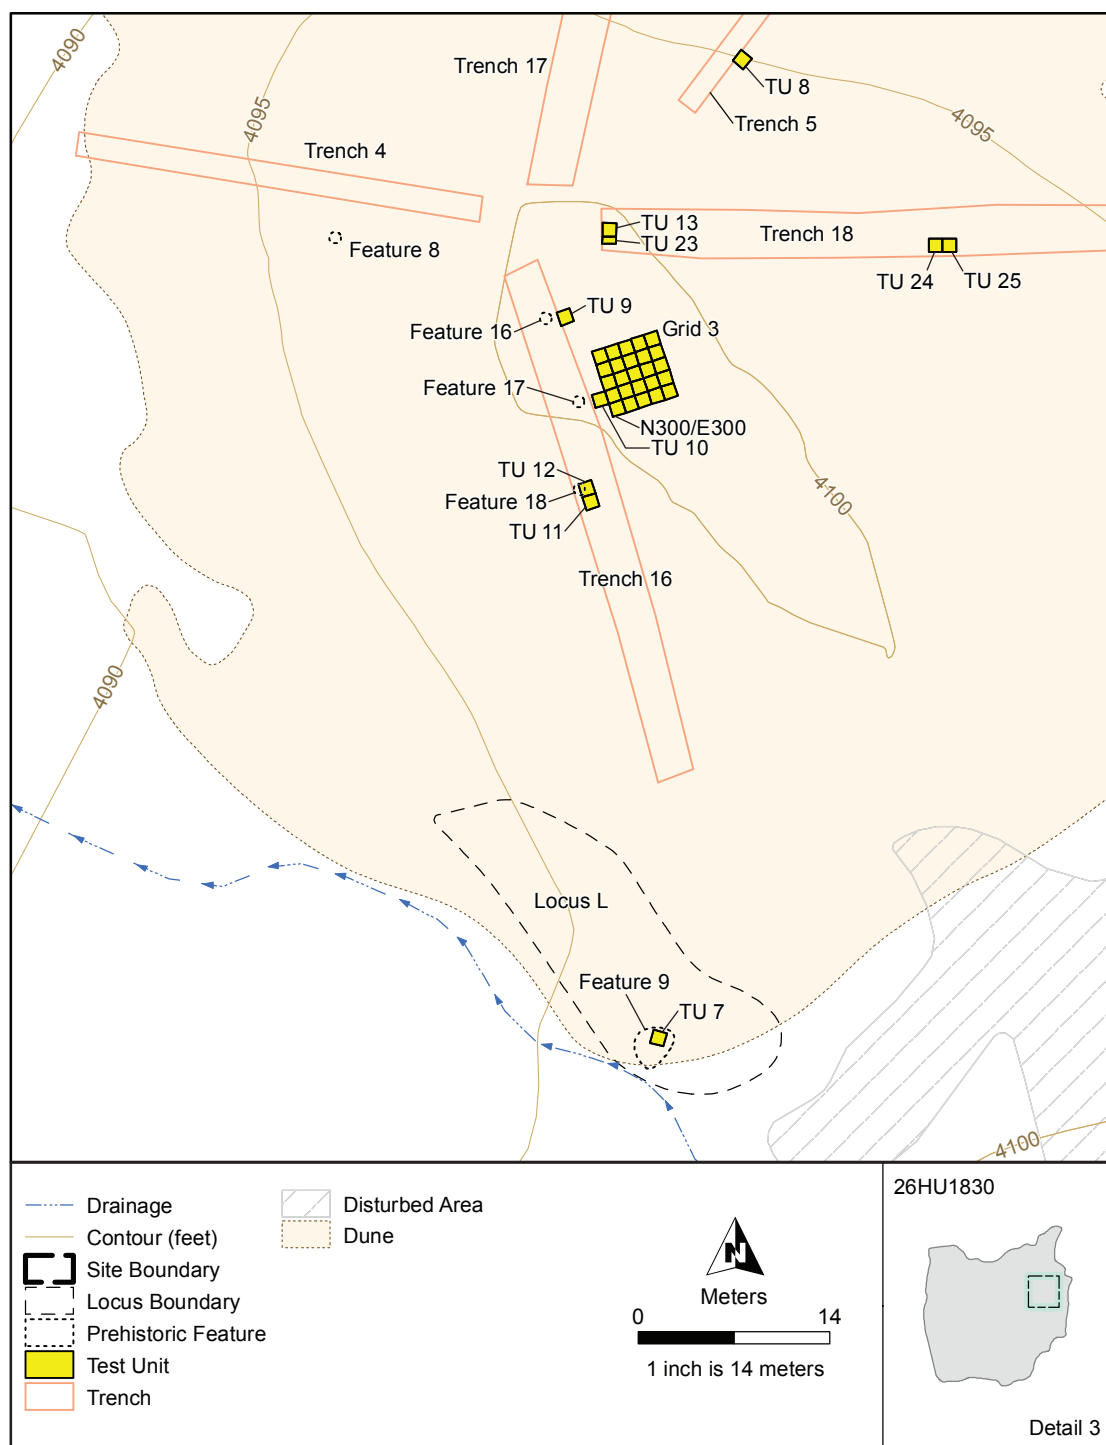 4090
Trench 17
TU 8
4095
Trench 5
4095
Trench 4
TU 13
TU 23
Trench 18
Feature 8
TU 24
TU 25
TU 9
Feature 16
Grid 3
Feature 17
N300/E300
TU 10
TU 12
Feature 18
TU 11
4100
Trench 16
4090
Locus L
Feature 9
TU 7
4100
Drainage
Contour (feet)
Site Boundary
Locus Boundary
Prehistoric Feature
Test Unit
Trench
Disturbed Area
Dune
N
Meters
0 14
1 inch is 14 meters
26HU1830
Detail 3